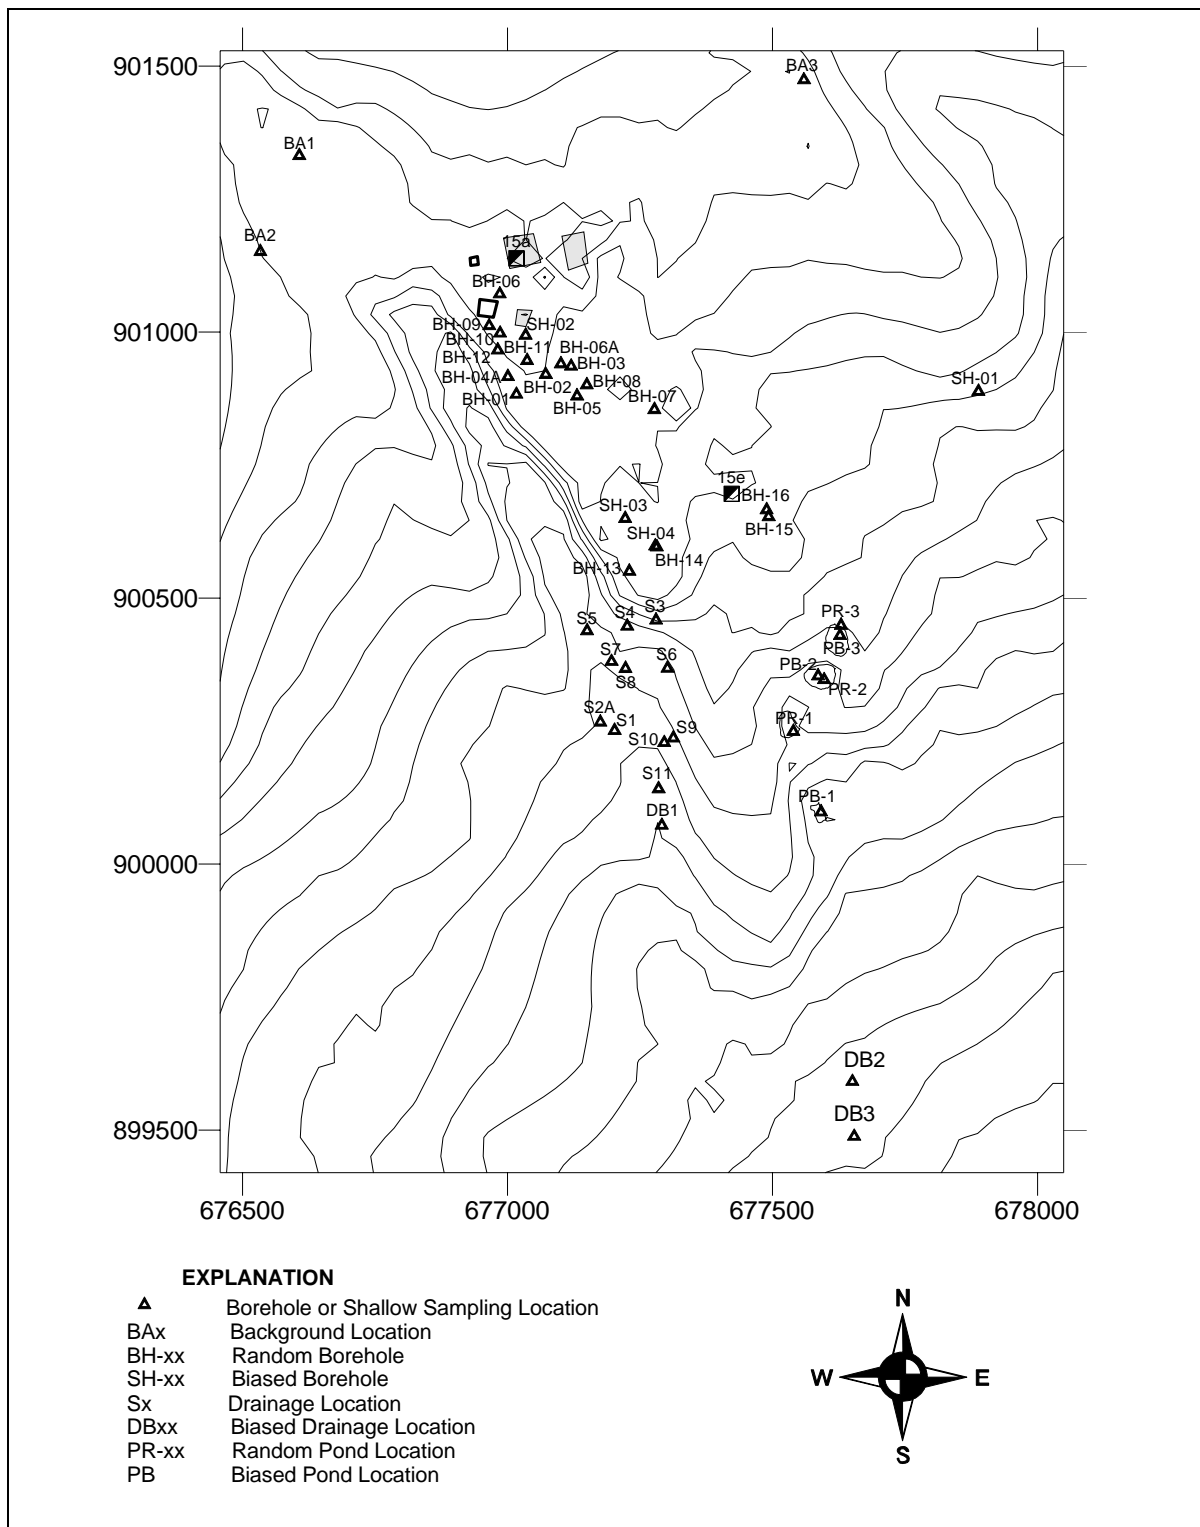 901500
BA3
BA1
BA2
15a
BH-06
901000
BH-09
SH-02
BH-10
BH-11
BH-06A
BH-12
BH-03
BH-04A
BH-02
BH-08
SH-01
BH-01
BH-05
BH-07
15e
BH-16
SH-03
BH-15
SH-04
BH-14
BH-13
900500
S5
S4
S3
PR-3
PB-3
S7
S6
PB-2
S8
PR-2
S2A
S1
S9
PR-1
S10
S11
PB-1
DB1
900000
DB2
DB3
899500
676500 677000 677500 678000
EXPLANATION
Borehole or Shallow Sampling Location
BAx Background Location
BH-xx Random Borehole
SH-xx Biased Borehole
Sx Drainage Location
DBxx Biased Drainage Location
PR-xx Random Pond Location
PB Biased Pond Location
N
W E
S